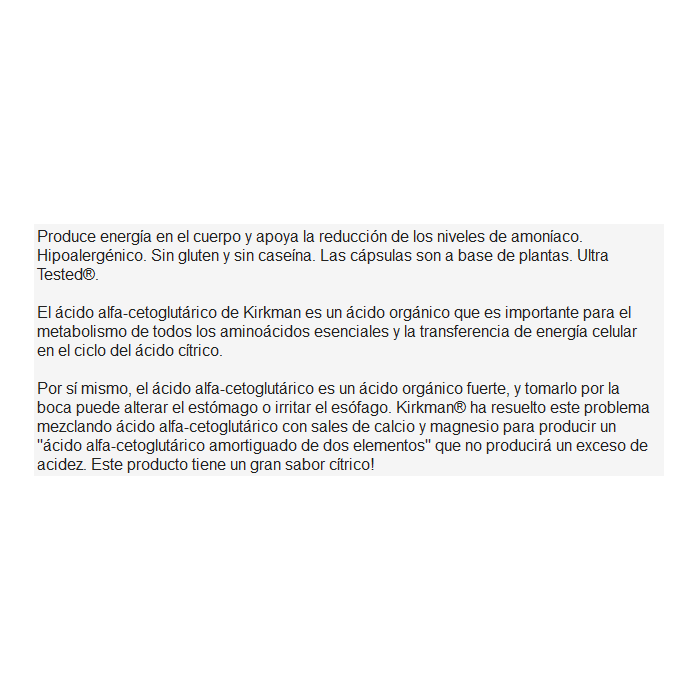 Produce energía en el cuerpo y apoya la reducción de los niveles de amoníaco.
Hipoalergénico. Sin gluten y sin caseína. Las cápsulas son a base de plantas. Ultra
Tested®.
El ácido alfa-cetoglutárico de Kirkman es un ácido orgánico que es importante para el
metabolismo de todos los aminoácidos esenciales y la transferencia de energía celular
en el ciclo del ácido cítrico.
Por sí mismo, el ácido alfa-cetoglutárico es un ácido orgánico fuerte, y tomarlo por la
boca puede alterar el estómago o irritar el esófago. Kirkman® ha resuelto este problema
mezclando ácido alfa-cetoglutárico con sales de calcio y magnesio para producir un
"ácido alfa-cetoglutárico amortiguado de dos elementos" que no producirá un exceso de
acidez. Este producto tiene un gran sabor cítrico!